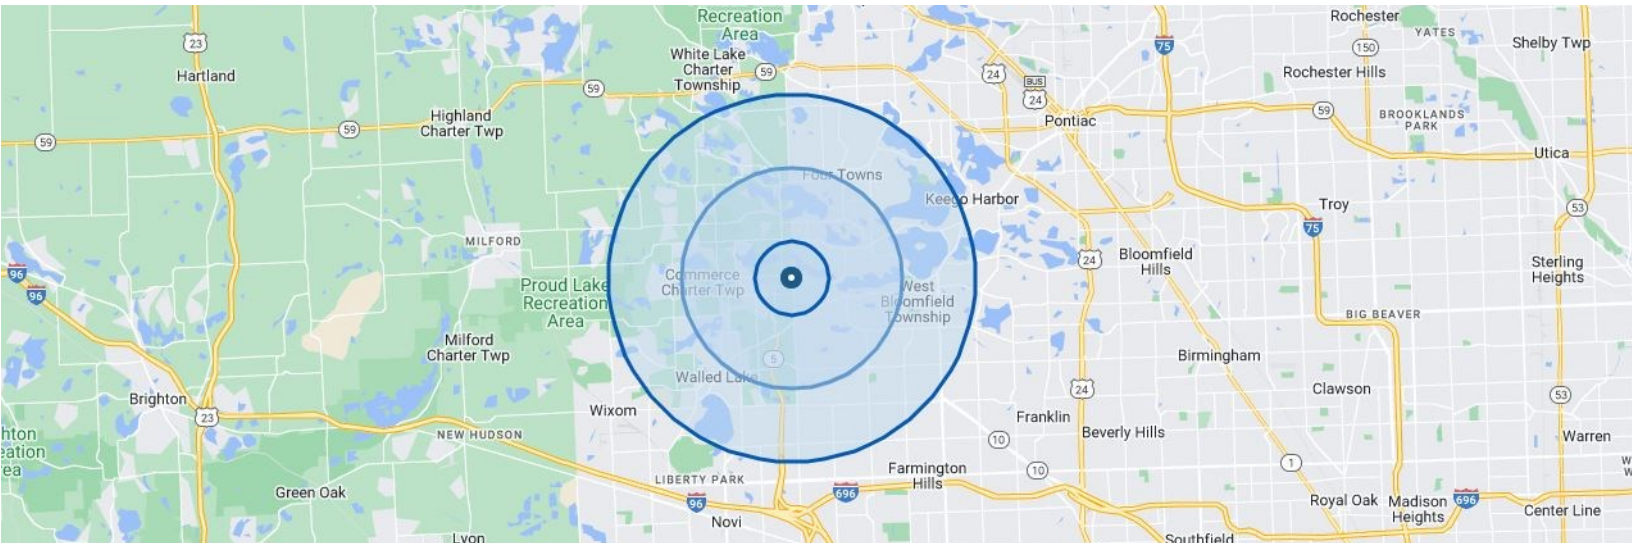 Recreation
Area
Rochester
YATES
23
75
White Lake
Charter
Township
59
24
150
Shelby Twp
Hartland
59
BUS
24
Rochester Hills
Highland
Charter Twp
59
59
59
Pontiac
BROOKLANDS
PARK
Utica
Four Towns
Keego Harbor
Troy
53
75
MILFORD
96
96
Commerce
Charter Twp
24
Bloomfield
Hills
Sterling
Heights
Proud Lake
Recreation
Area
West
Bloomfield
Township
BIG BEAVER
Milford
Charter Twp
5
Birmingham
Walled Lake
24
Clawson
53
Brighton
23
Wixom
Franklin
NEW HUDSON
10
Beverly Hills
Warren
hton
eation
ea
LIBERTY PARK
Farmington
Hills
10
1
W
W
Green Oak
96
696
Royal Oak
Madison
Heights
696
Center Line
Novi
Lyon
Southfield